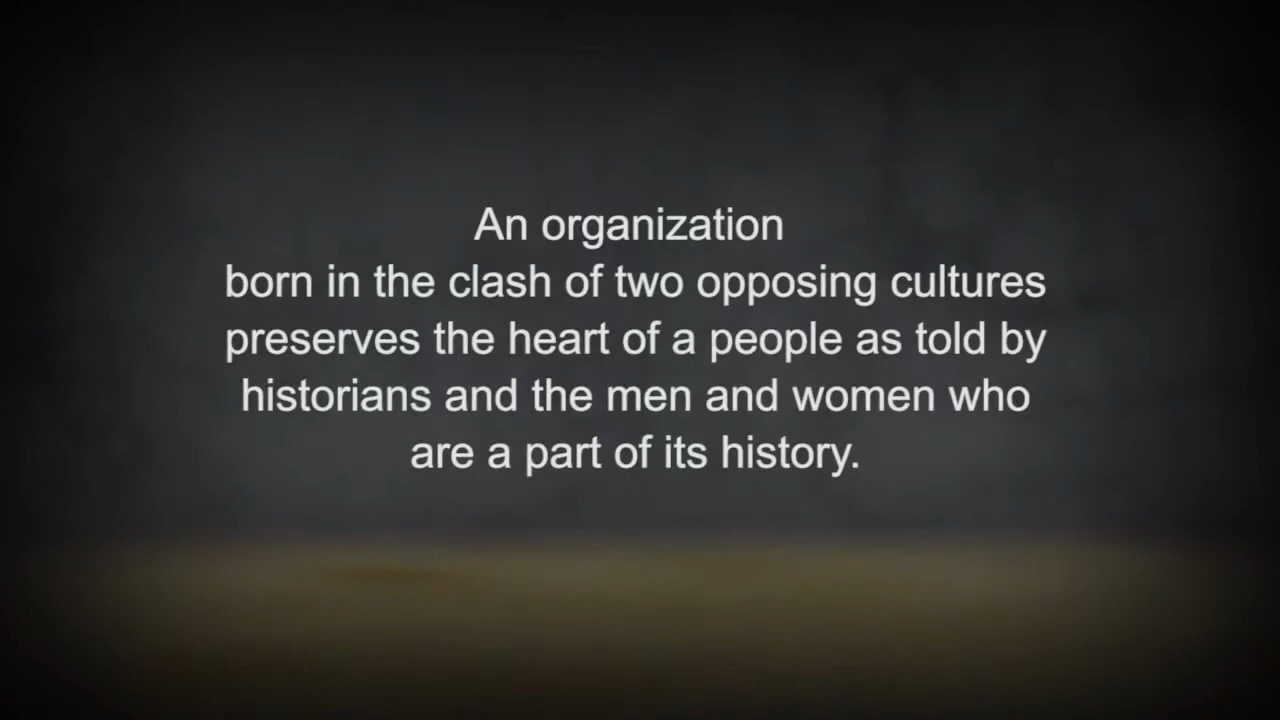 An organization
born in the clash of two opposing cultures
preserves the heart of a people as told by
historians and the men and women who
are a part of its history.